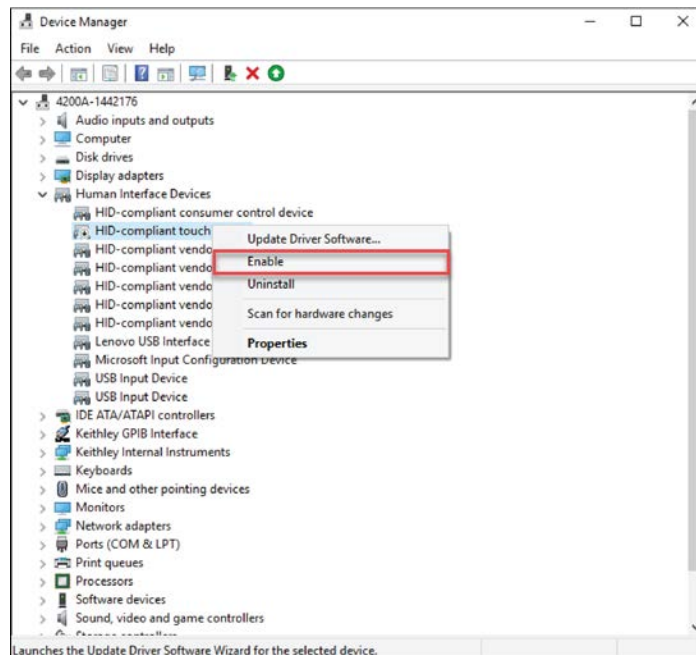 Device Manager
File Action View Help
4200A-1442176
Audio inputs and outputs
Computer
Disk drives
Display adapters
Human Interface Devices
HID-compliant consumer control device
HID-compliant touch
HID-compliant vendo
HID-compliant vendo
HID-compliant vendo
HID-compliant vendo
HID-compliant vendo
Lenovo USB Interface
Microsoft Input Configuration Device
USB Input Device
USB Input Device
Update Driver Software...
Enable
Uninstall
Scan for hardware changes
Properties
IDE ATA/ATAPI controllers
Keithley GPIB Interface
Keithley Internal Instruments
Keyboards
Mice and other pointing devices
Monitors
Network adapters
Ports (COM & LPT)
Print queues
Processors
Software devices
Sound, video and game controllers
Launches the Update Driver Software Wizard for the selected device.